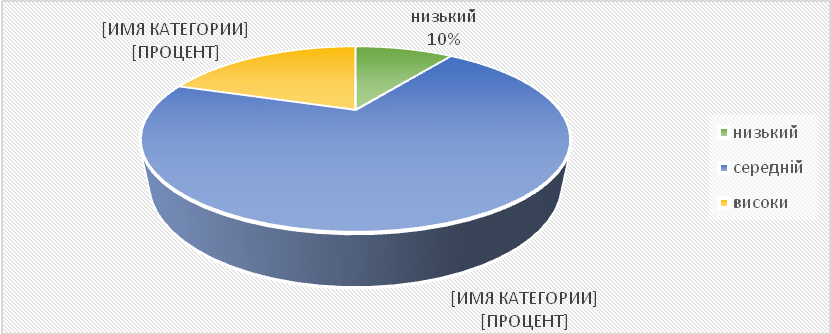 [ИМЯ КАТЕГОРИИ]
[ПРОЦЕНТ]
низький
10%
низький
середній
високи
[ИМЯ КАТЕГОРИИ]
[ПРОЦЕНТ]